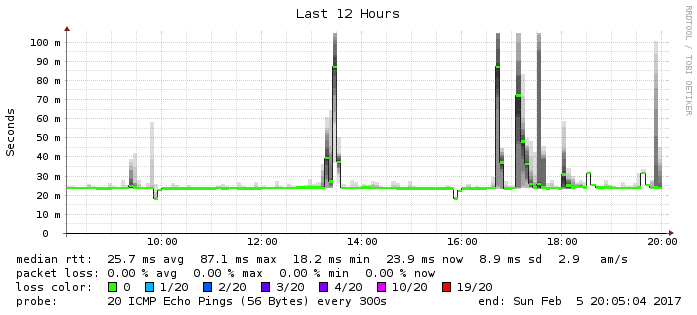 Last 12 Hours
RRDTOOL / TOBI OETIKER
Seconds
100 m
90 m
80 m
70 m
60 m
50 m
40 m
30 m
20 m
10 m
0
10:00 12:00 14:00 16:00 18:00 20:00
median rtt: 25.7 ms avg 87.1 ms max 18.2 ms min 23.9 ms now 8.9 ms sd 2.9 am/s
packet loss: 0.00 % avg 0.00 % max 0.00 % min 0.00 % now
loss color: 0 1/20 2/20 3/20 4/20 10/20 19/20
probe: 20 ICMP Echo Pings (56 Bytes) every 300s end: Sun Feb 5 20:05:04 2017